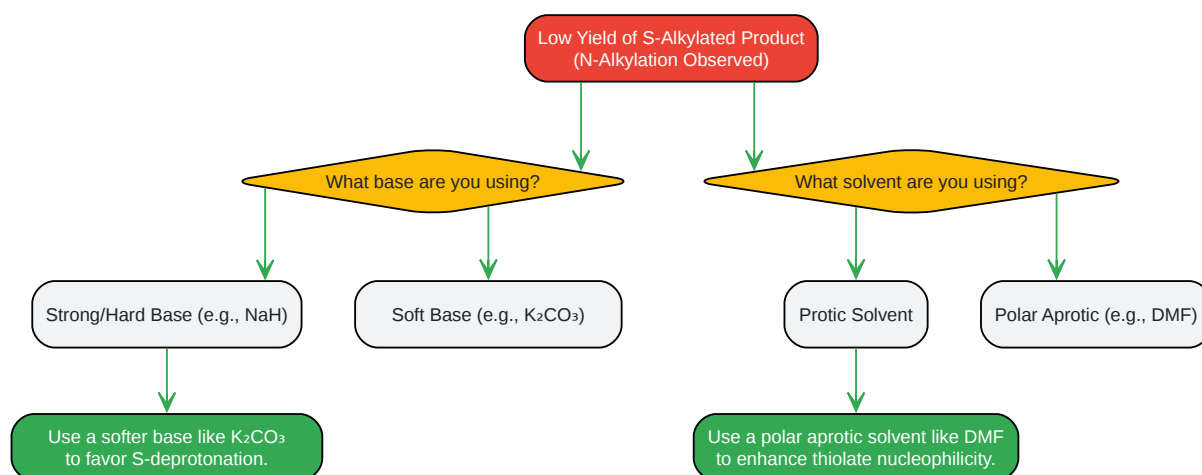 Low Yield of S-Alkylated Product
(N-Alkylation Observed)
What base are you using?
What solvent are you using?
Strong/Hard Base (e.g., NaH)
Soft Base (e.g., K₂CO₃)
Protic Solvent
Polar Aprotic (e.g., DMF)
Use a softer base like K₂CO₃
to favor S-deprotonation.
Use a polar aprotic solvent like DMF
to enhance thiolate nucleophilicity.